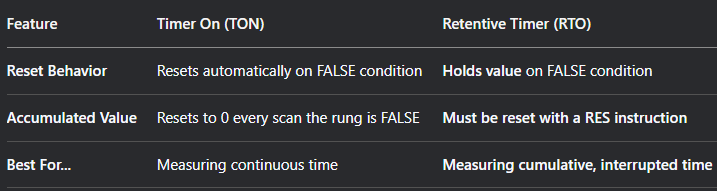 Feature Timer On (TON) Retentive Timer (RTO)
Reset Behavior Resets automatically on FALSE condition Holds value on FALSE condition
Accumulated Value Resets to 0 every scan the rung is FALSE Must be reset with a RES instruction
Best For... Measuring continuous time Measuring cumulative, interrupted time